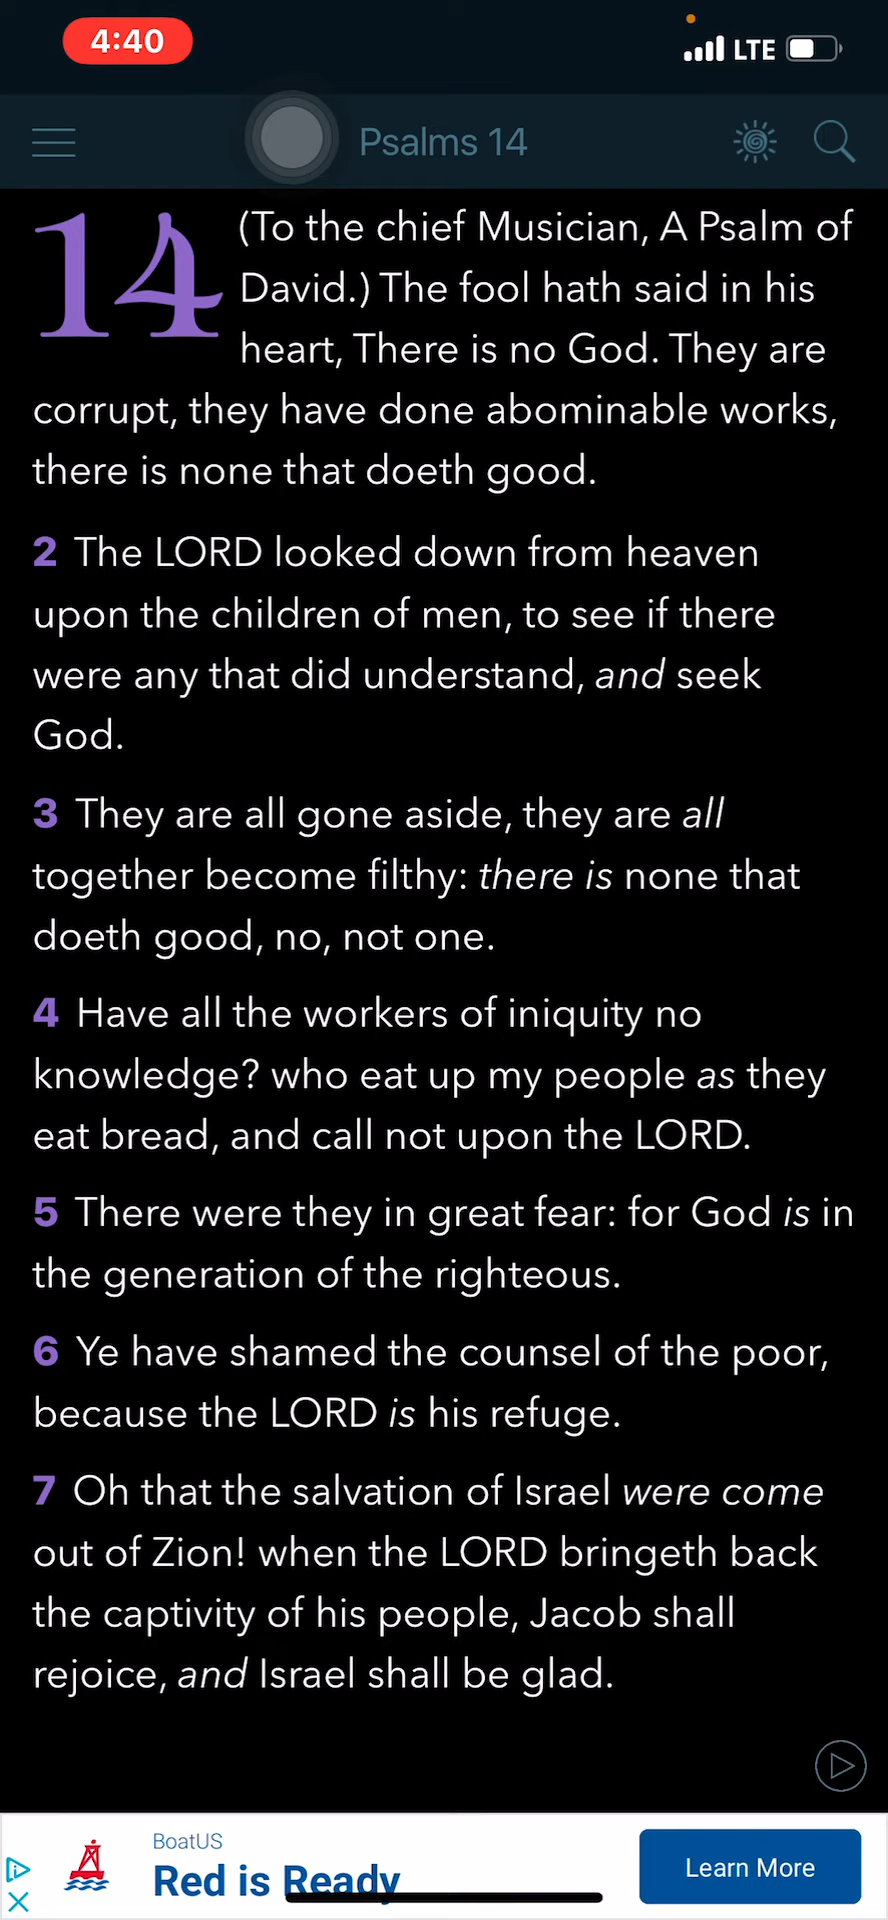 4:40
LTE
Psalms 14
14 (To the chief Musician, A Psalm of
David.) The fool hath said in his
heart, There is no God. They are
corrupt, they have done abominable works,
there is none that doeth good.
2 The LORD looked down from heaven
upon the children of men, to see if there
were any that did understand, and seek
God.
3 They are all gone aside, they are all
together become filthy: there is none that
doeth good, no, not one.
4 Have all the workers of iniquity no
knowledge? who eat up my people as they
eat bread, and call not upon the LORD.
5 There were they in great fear: for God is in
the generation of the righteous.
6 Ye have shamed the counsel of the poor,
because the LORD is his refuge.
7 Oh that the salvation of Israel were come
out of Zion! when the LORD bringeth back
the captivity of his people, Jacob shall
rejoice, and Israel shall be glad.
BoatUS
Red is Ready
Learn More